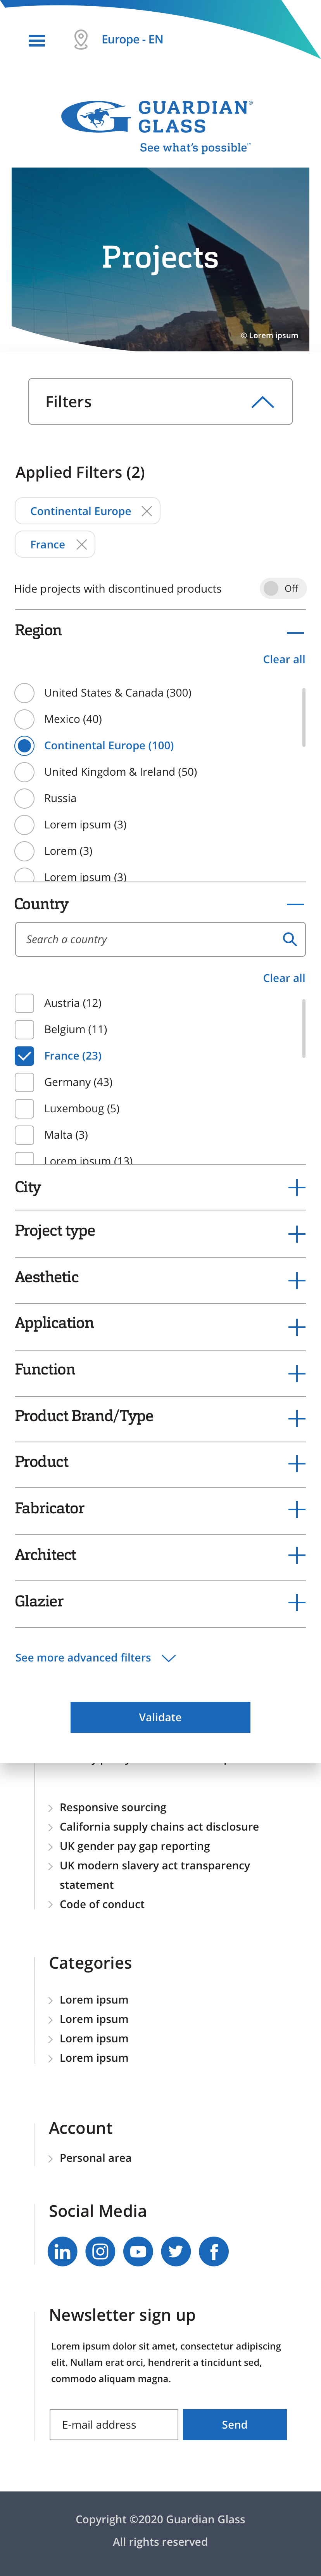 Europe - EN
GUARDIAN®
GLASS
See what's possible™
Projects
© Lorem ipsum
Filters
Applied Filters (2)
Continental Europe
France
Hide projects with discontinued products
Off
Region
Clear all
United States & Canada (300)
Mexico (40)
Continental Europe (100)
United Kingdom & Ireland (50)
Russia
Lorem ipsum (3)
Lorem (3)
Lorem ipsum (3)
Country
Search a country
Clear all
Austria (12)
Belgium (11)
France (23)
Germany (43)
Luxemboug (5)
Malta (3)
Lorem ipsum (13)
City
Project type
Aesthetic
Application
Function
Product Brand/Type
Product
Fabricator
Architect
Glazier
See more advanced filters
Validate
Responsive sourcing
California supply chains act disclosure
UK gender pay gap reporting
UK modern slavery act transparency
statement
Code of conduct
Categories
Lorem ipsum
Lorem ipsum
Lorem ipsum
Lorem ipsum
Account
Personal area
Social Media
Newsletter sign up
Lorem ipsum dolor sit amet, consectetur adipiscing
elit. Nullam erat orci, hendrerit a tincidunt sed,
commodo aliquam magna.
E-mail address
Send
Copyright ©2020 Guardian Glass
All rights reserved